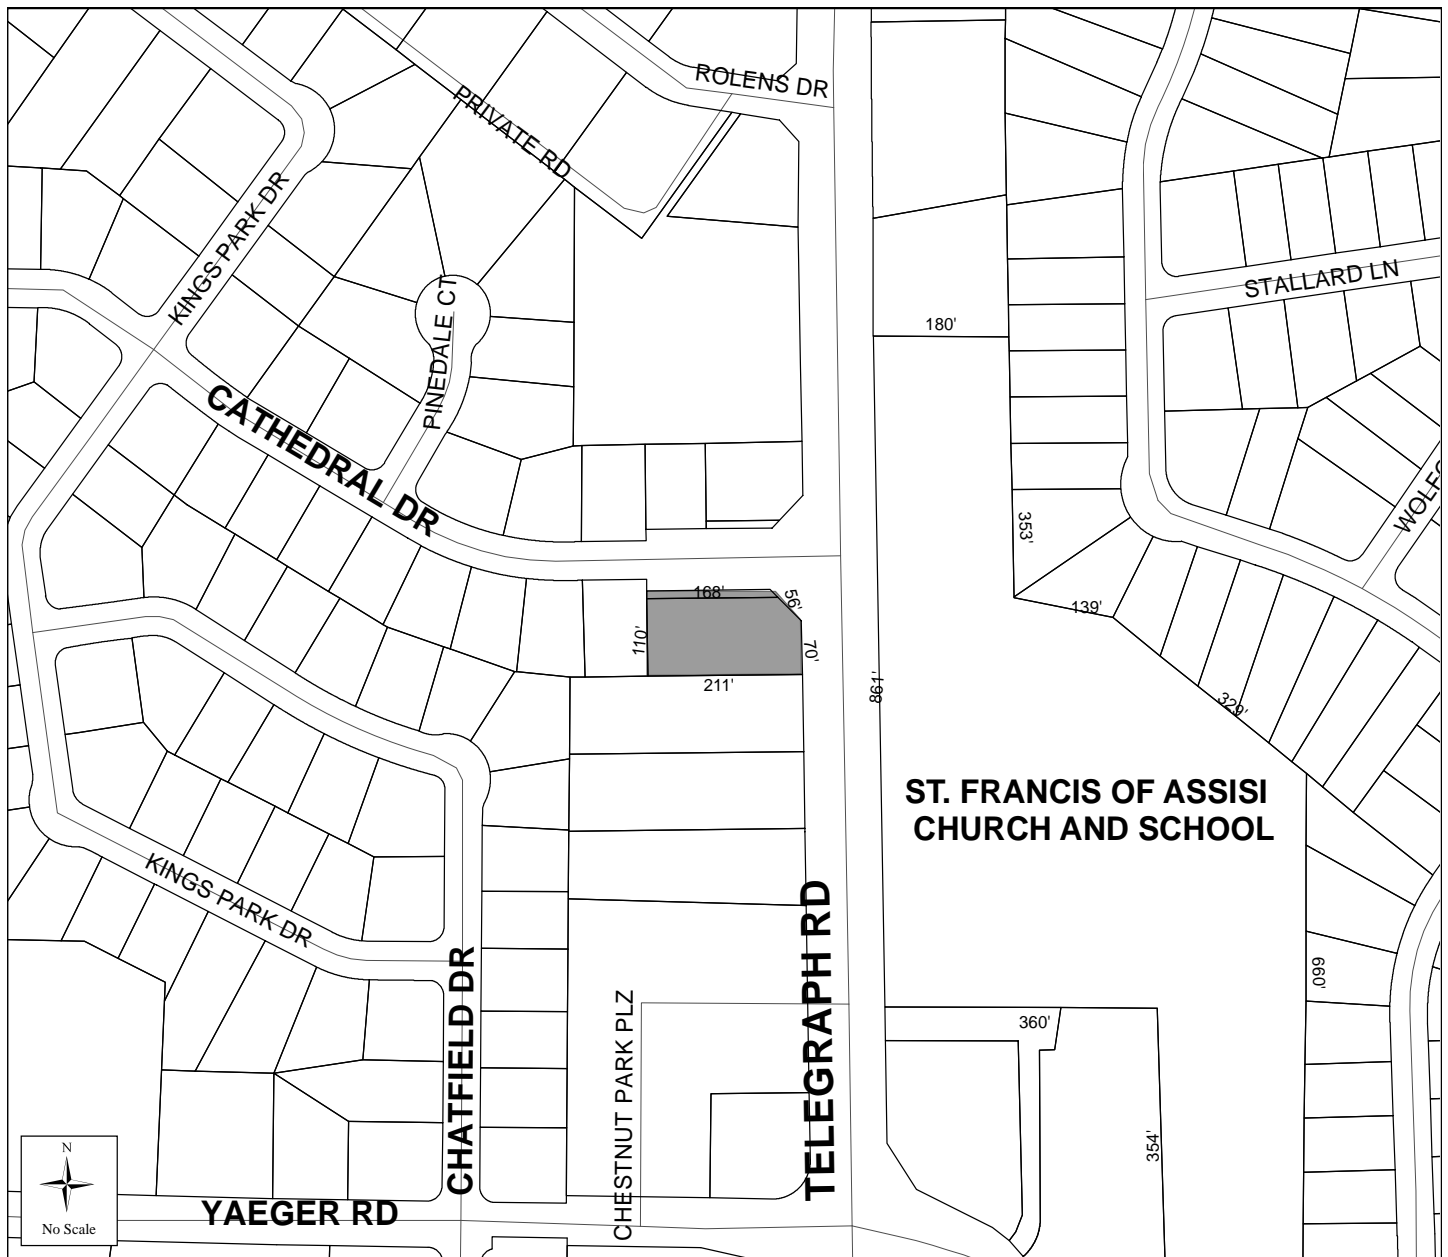 ROLENS DR
PRIVATE RD
KINGS PARK DR
STALLARD LN
PINEDALE CT
180'
CATHEDRAL DR
353'
168'
56'
139'
110'
70'
211'
861'
329'
ST. FRANCIS OF ASSISI
CHURCH AND SCHOOL
KINGS PARK DR
TELEGRAPH RD
CHATFIELD DR
660'
CHESTNUT PARK PLZ
360'
354'
N
No Scale
YAEGER RD